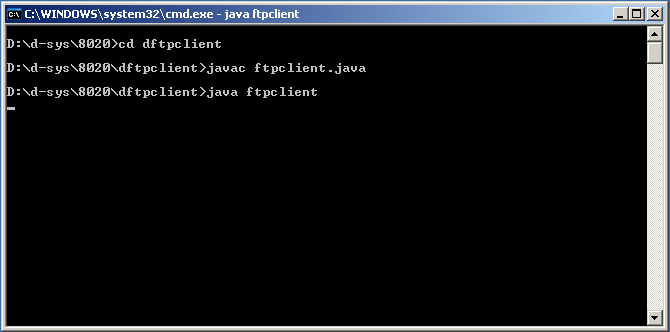 C:\WINDOWS\system32\cmd.exe - java ftpclient
D:\d-sys\8020>cd dftpclient
D:\d-sys\8020\dftpclient>javac ftpclient.java
D:\d-sys\8020\dftpclient>java ftpclient